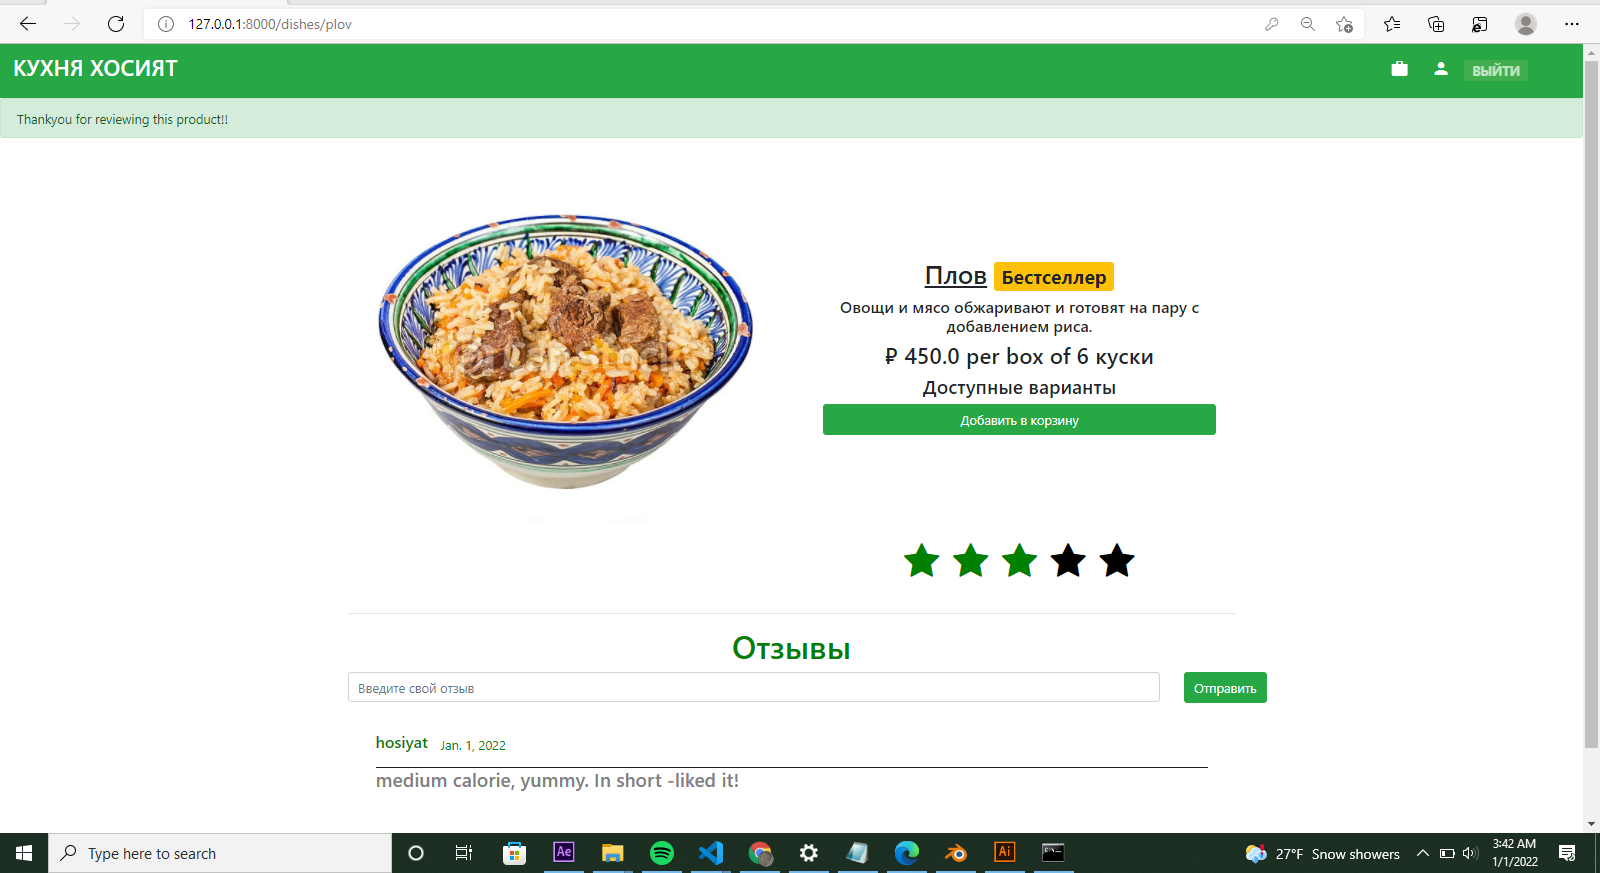 127.0.0.1:8000/dishes/plov
КУХНЯ ХОСИЯТ
ВЫЙТИ
Thankyou for reviewing this product!!
Плов Бестселлер
Овощи и мясо обжаривают и готовят на пару с
добавлением риса.
₽ 450.0 per box of 6 куски
Доступные варианты
Добавить в корзину
CanStock
Отзывы
Введите свой отзыв
Отправить
hosiyat Jan. 1, 2022
medium calorie, yummy. In short -liked it!
Type here to search
Ae
Ai
27°F Snow showers
3:42 AM
1/1/2022